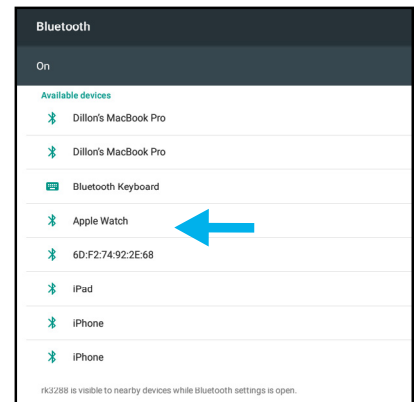 Bluetooth
On
Available devices
Dillon's MacBook Pro
Dillon's MacBook Pro
Bluetooth Keyboard
Apple Watch
6D:F2:74:92:2E:68
iPad
iPhone
iPhone
rk3288 is visible to nearby devices while Bluetooth settings is open.